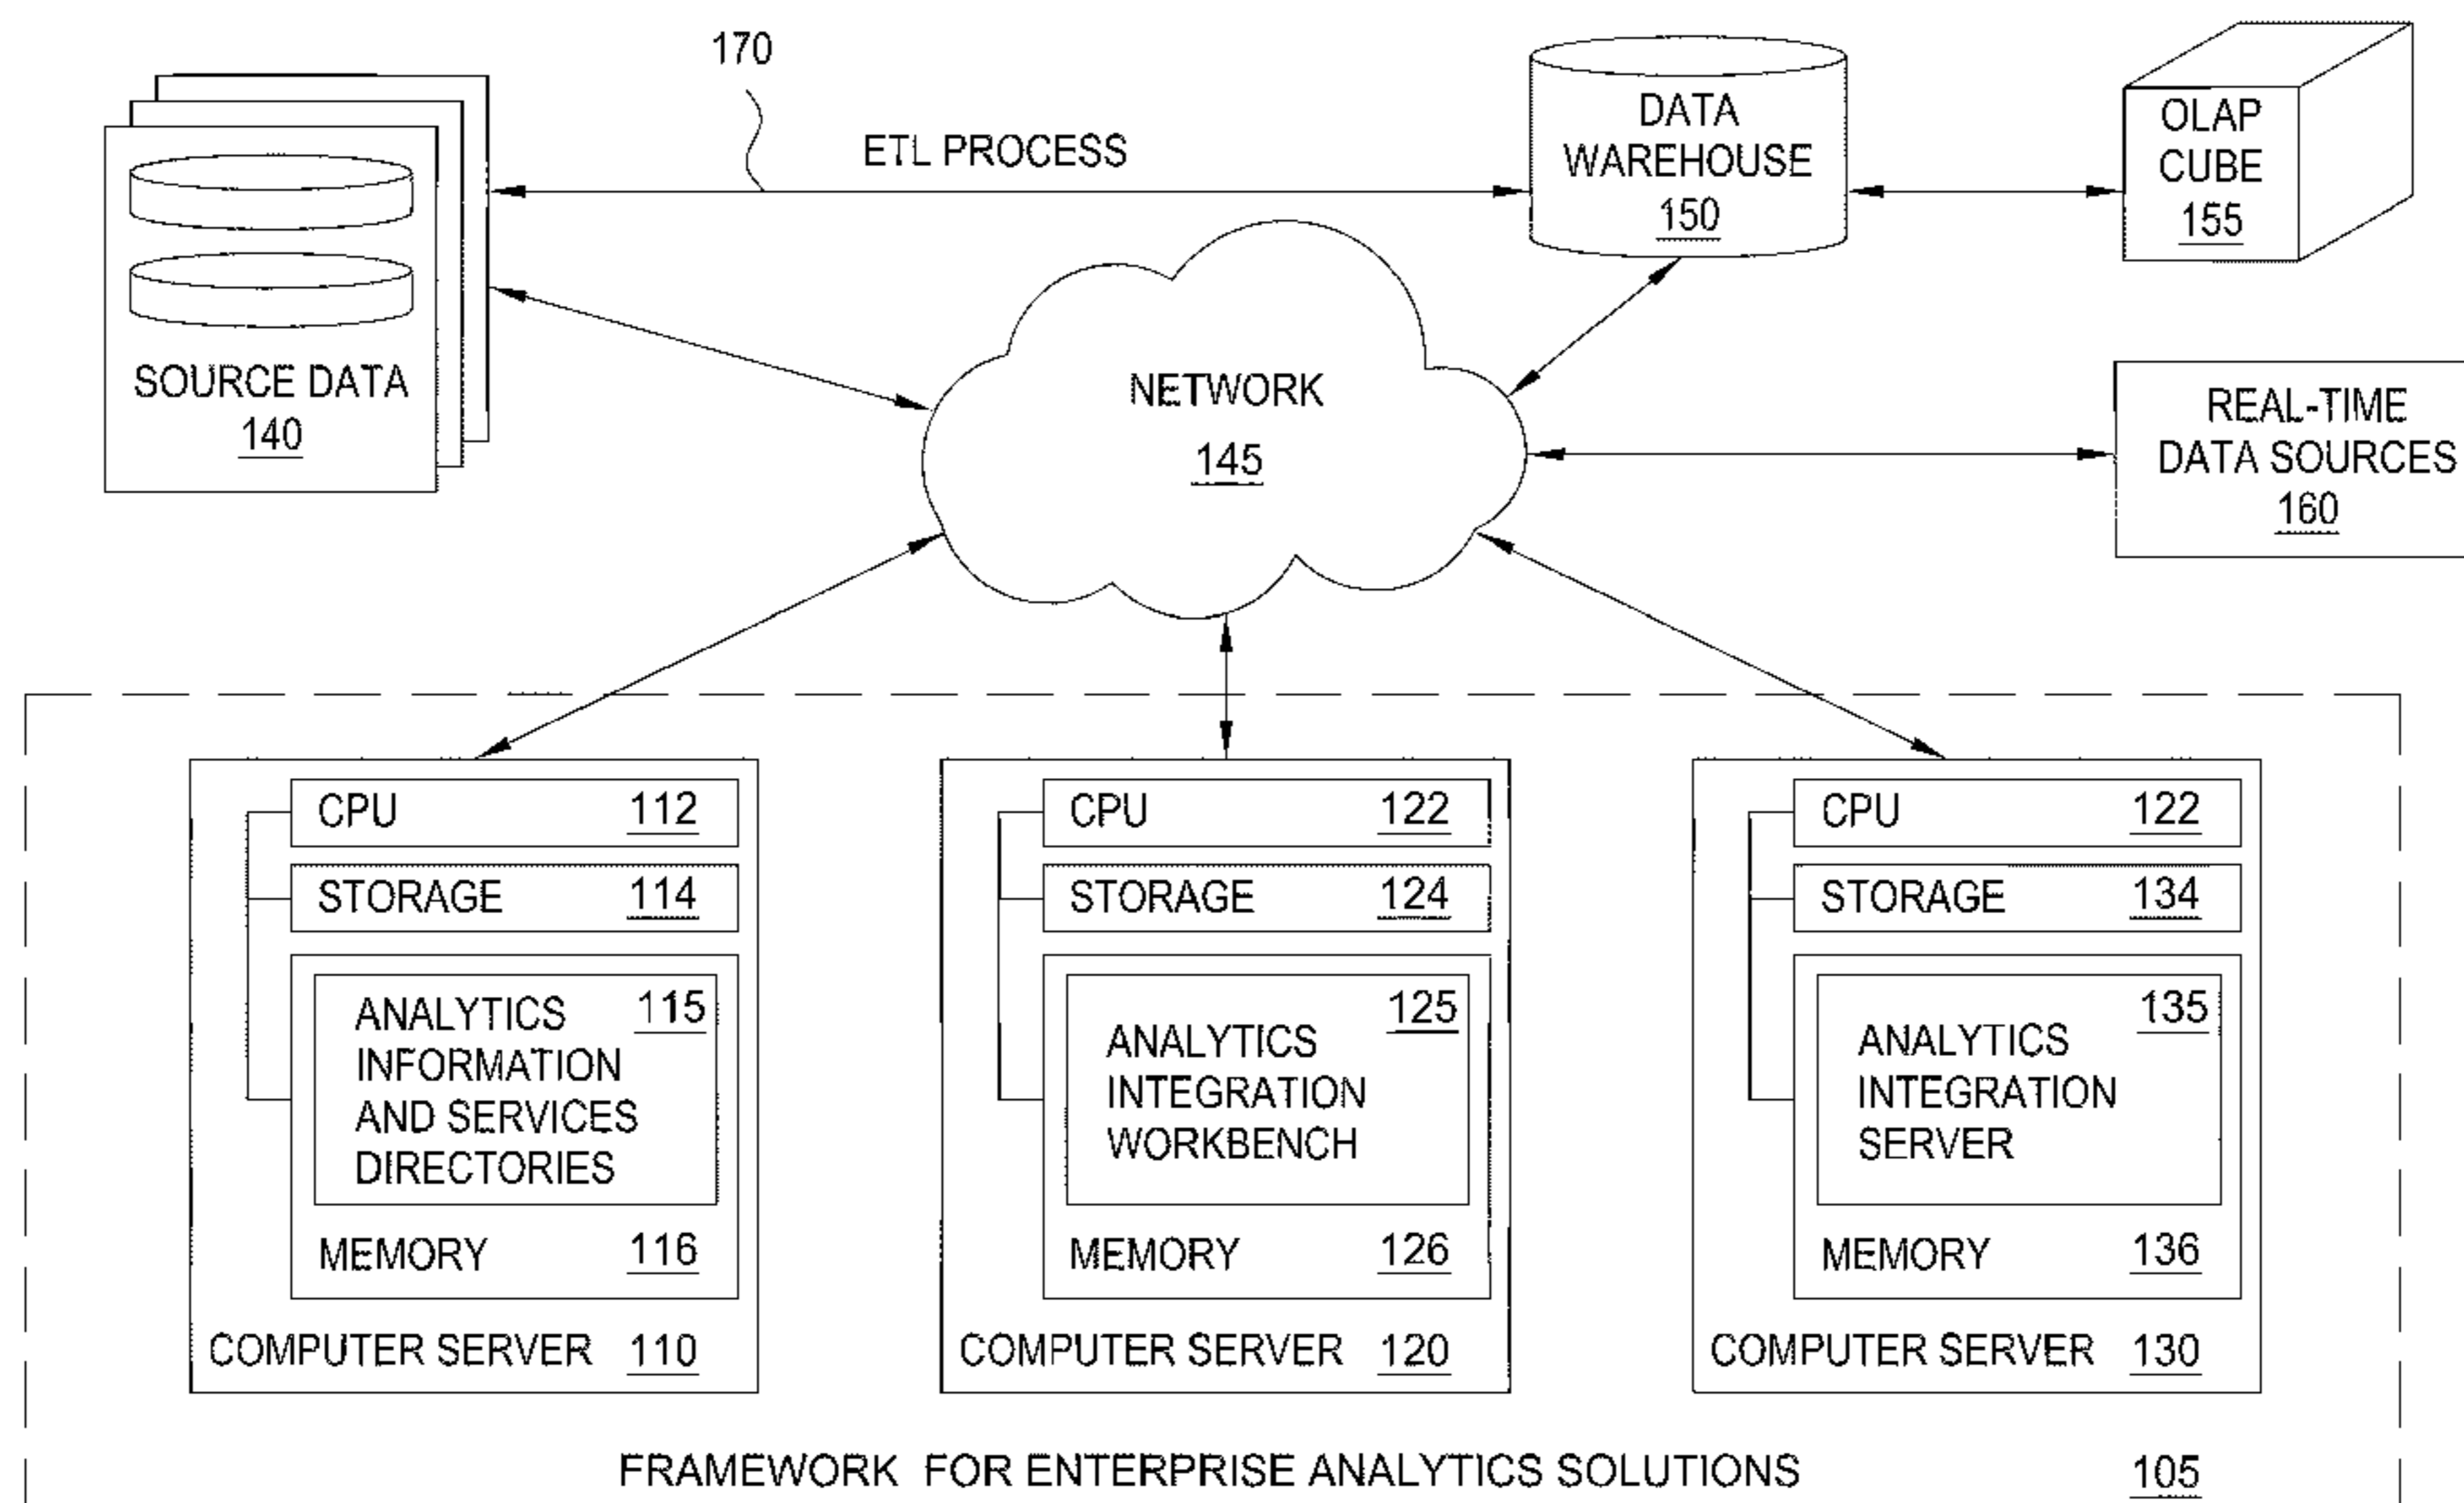 170
ETL PROCESS
SOURCE DATA
140
DATA
WAREHOUSE
150
OLAP
CUBE
155
NETWORK
145
REAL-TIME
DATA SOURCES
160
CPU 112
STORAGE 114
ANALYTICS 115
INFORMATION
AND SERVICES
DIRECTORIES
MEMORY 116
COMPUTER SERVER 110
CPU 122
STORAGE 124
125
ANALYTICS
INTEGRATION
WORKBENCH
MEMORY 126
COMPUTER SERVER 120
CPU 122
STORAGE 134
135
ANALYTICS
INTEGRATION
SERVER
MEMORY 136
COMPUTER SERVER 130
FRAMEWORK FOR ENTERPRISE ANALYTICS SOLUTIONS 105